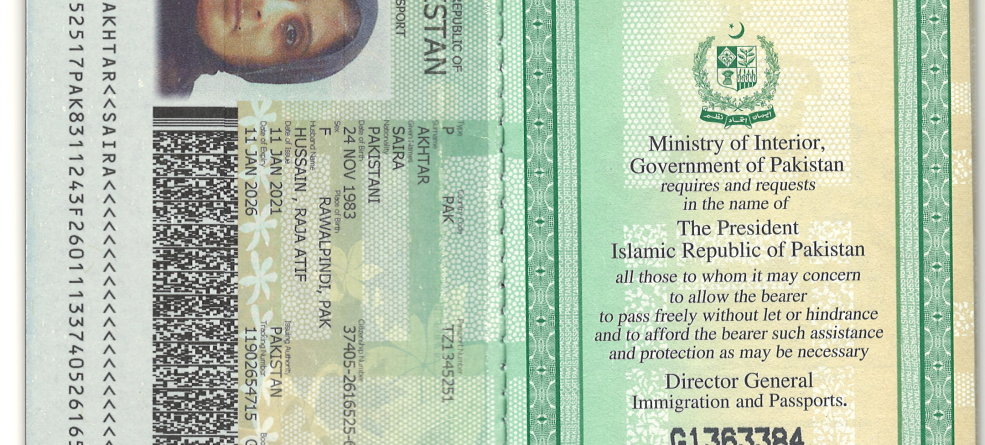 REPUBLIC OF
STAN
SPORT
Type
Country Code
Passport Number
P
PAK
TZ1345251
Surname
AKHTAR
Given Names
SAIRA
Nationality
PAKISTANI
Date of Birth
Citizenship Number
24 NOV 1983
37405-2616525-6
Sex
Place of Birth
F
RAWALPINDI, PAK
Husband Name
HUSSAIN , RAJA ATIF
Date of Issue
Issuing Authority
11 JAN 2021
PAKISTAN
Date of Expiry
Tracking Number
11 JAN 2026
11902654715
AKHTAR<<SAIRA<<<<<<<<<<<<<<<<<<<
52517PAK8311243F26011133740526165
ایمان اتحاد نظم
Ministry of Interior,
Government of Pakistan
requires and requests
in the name of
The President
Islamic Republic of Pakistan
all those to whom it may concern
to allow the bearer
to pass freely without let or hindrance
and to afford the bearer such assistance
and protection as may be necessary
Director General
Immigration and Passports.
G1363384